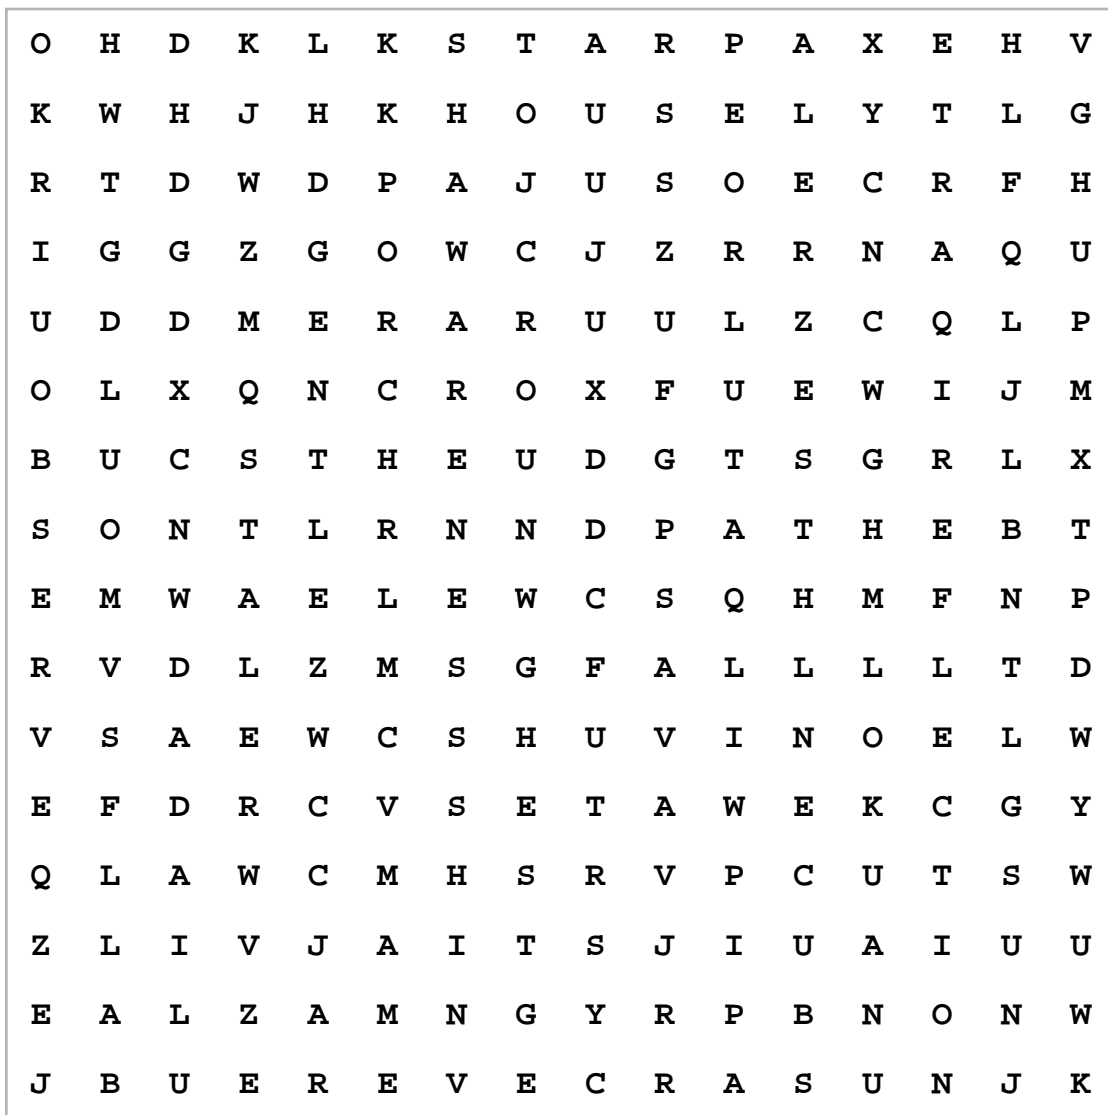 O H D K L K S T A R P A X E H V
K W H J H K H O U S E L Y T L G
R T D W D P A J U S O E C R F H
I G G Z G O W C J Z R R N A Q U
U D D M E R A R U U L Z C Q L P
O L X Q N C R O X F U E W I J M
B U C S T H E U D G T S G R L X
S O N T L R N N D P A T H E B T
E M W A E L E W C S Q H M F N P
R V D L Z M S G F A L L L L T D
V S A E W C S H U V I N O E L W
E F D R C V S E T A W E K C G Y
Q L A W C M H S R V P C U T S W
Z L I V J A I T S J I U A I U U
E A L Z A M N G Y R P B N O N W
J B U E R E V E C R A S U N J K